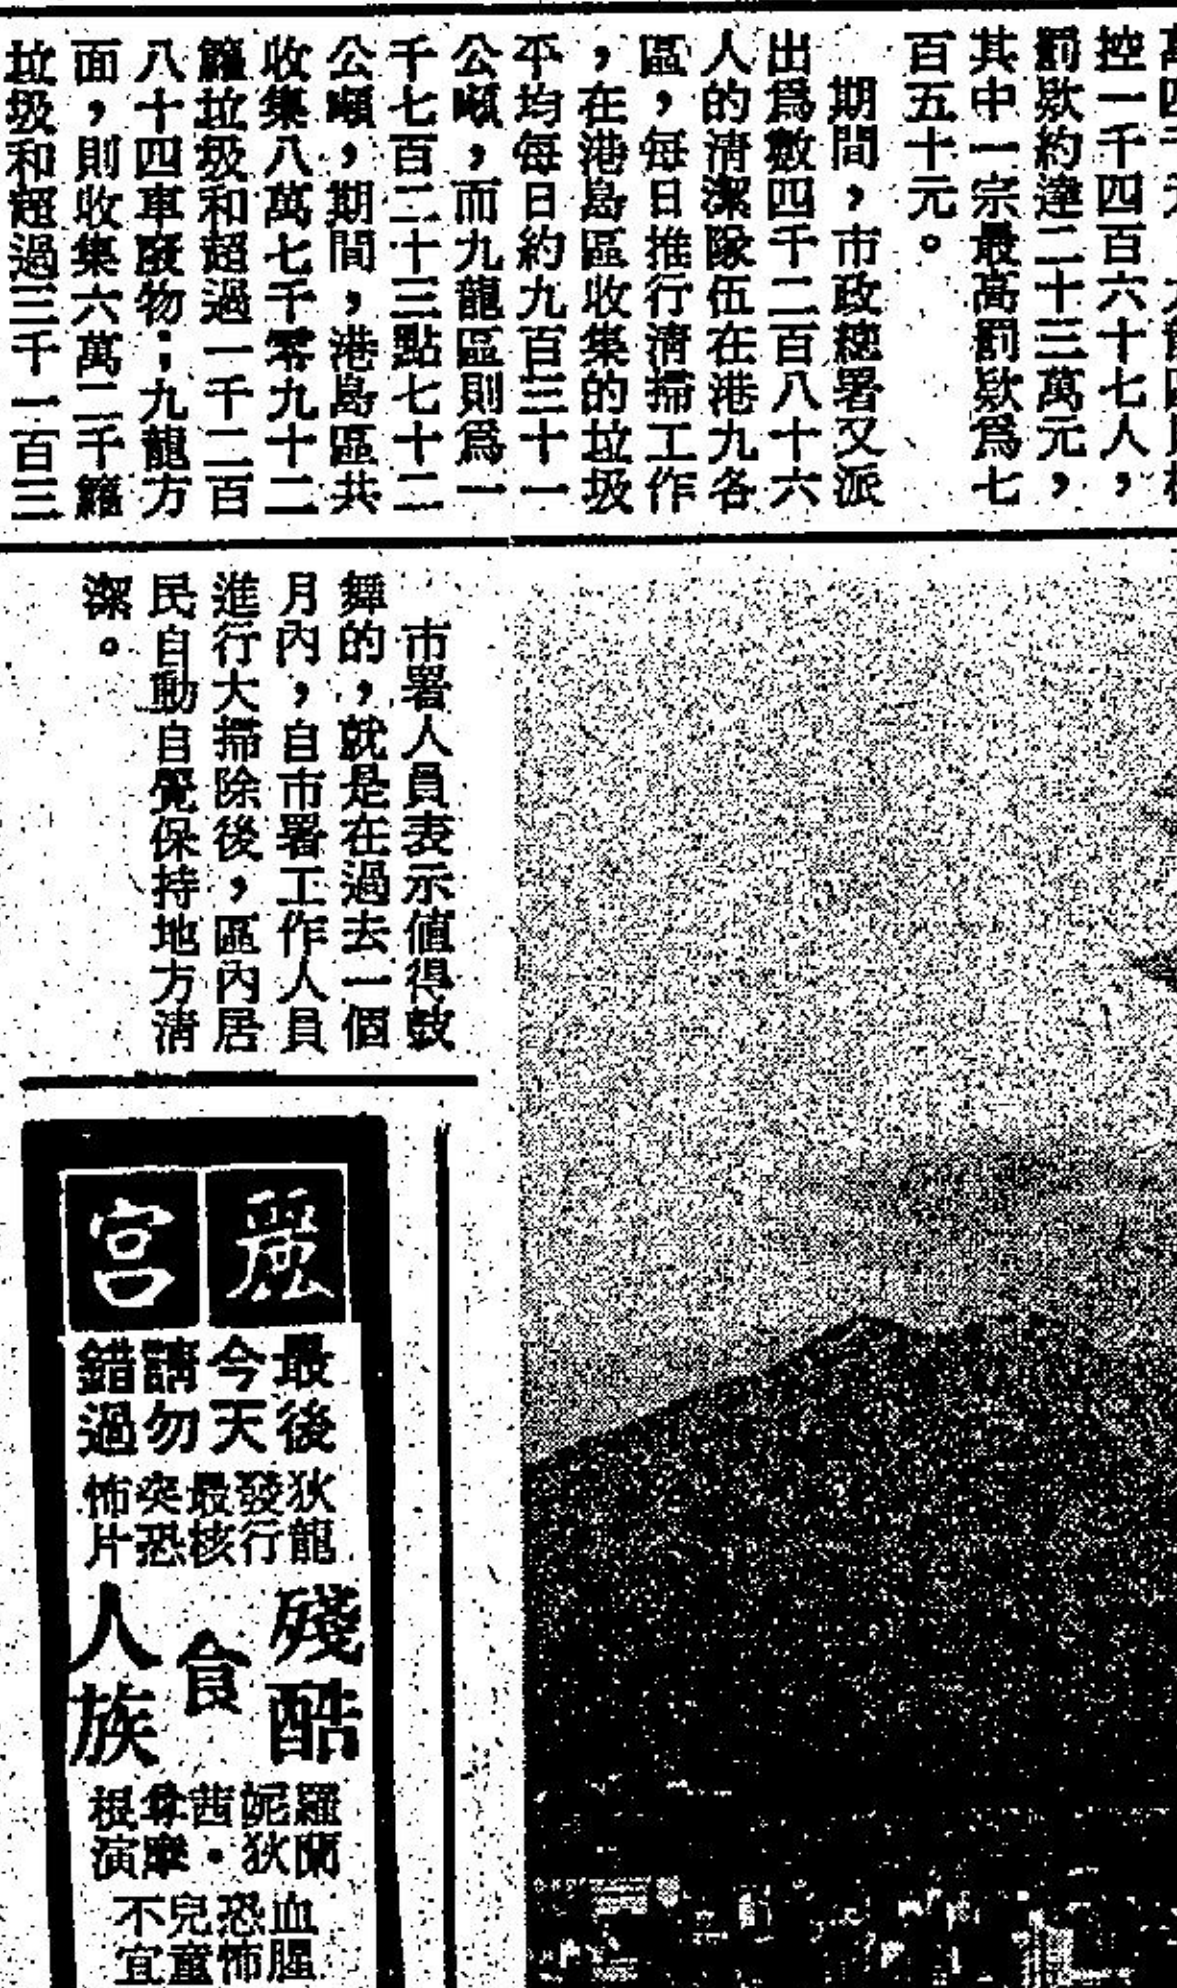 控一千四百六十七人，
罰欵約達二十三萬元，
其中一宗最高罰欵爲七
百五十元。
期間，市政總署又派
出爲數四千二百八十六
人的清潔隊伍在港九各
區，每日推行清掃工作
，在港島區收集的垃圾
平均每日約九百三十一
公噸，而九龍區則爲一
千七百二十三點七十二
公噸，期間，港島區共
收集八萬七千零九十二
籮垃圾和超過一千二百
八十四車廢物；九龍方
面，則收集六萬二千籮
垃圾和超過三千一百三
市署人員表示值得鼓
舞的，就是在過去一個
月內，自市署工作人員
進行大掃除後，區內居
民自動自覺保持地方清
潔。
麗宮
最後
今天
請勿
錯過
狄龍
發行
最核
突恐
怖片
殘酷
食
人族
羅蘭
妮狄
茜·
根演
血腥
恐怖
兒童
不宜